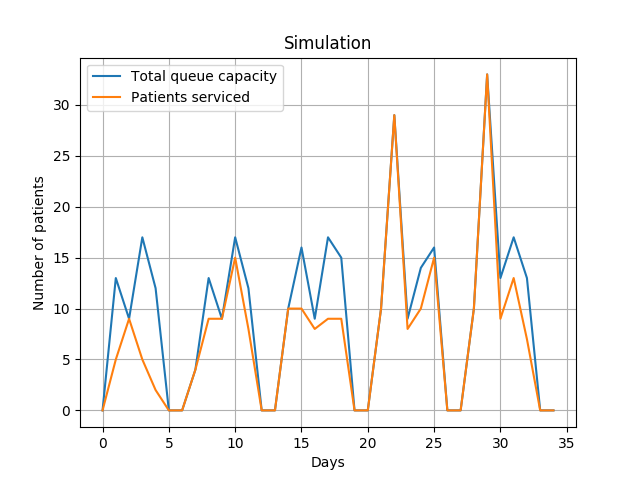 Simulation
Total queue capacity
Patients serviced
Number of patients
30
25
20
15
10
5
0
0 5 10 15 20 25 30 35
Days